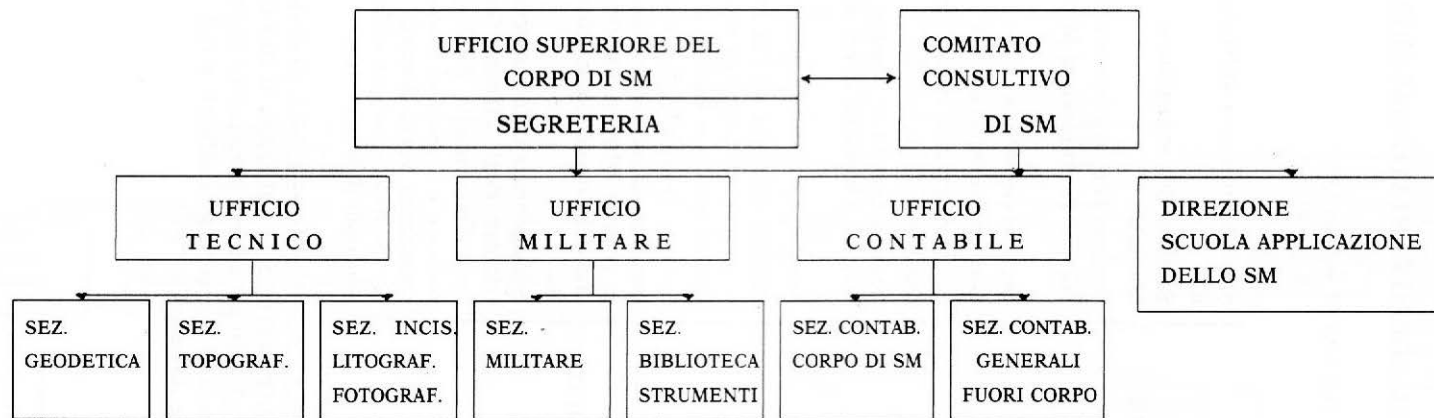 UFFICIO SUPERIORE DEL
CORPO DI SM
SEGRETERIA
COMITATO
CONSULTIVO
DI SM
UFFICIO
TECNICO
UFFICIO
MILITARE
UFFICIO
CONTABILE
DIREZIONE
SCUOLA APPLICAZIONE
DELLO SM
SEZ.
GEODETICA
SEZ.
TOPOGRAF.
SEZ. INCIS.
LITOGRAF.
FOTOGRAF.
SEZ.
MILITARE
SEZ.
BIBLIOTECA
STRUMENTI
SEZ. CONTAB.
CORPO DI SM
SEZ. CONTAB.
GENERALI
FUORI CORPO